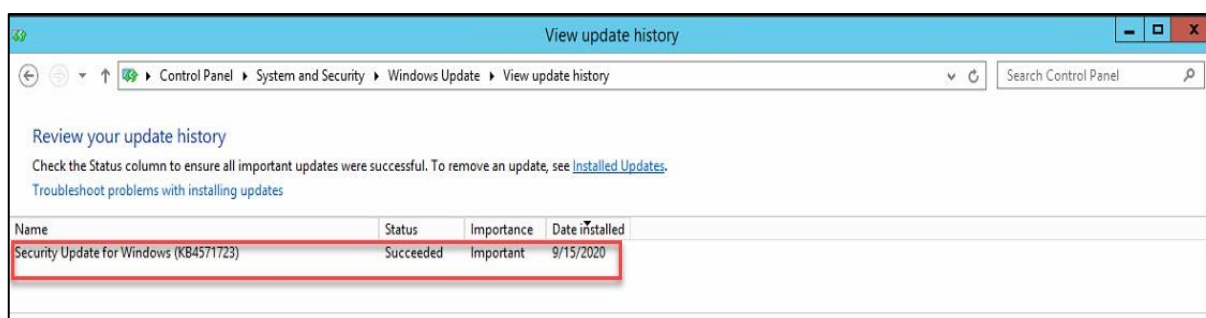 View update history
Control Panel System and Security Windows Update View update history Search Control Panel
Review your update history
Check the Status column to ensure all important updates were successful. To remove an update, see Installed Updates.
Troubleshoot problems with installing updates
Name Status Importance Date installed
Security Update for Windows (KB4571723) Succeeded Important 9/15/2020